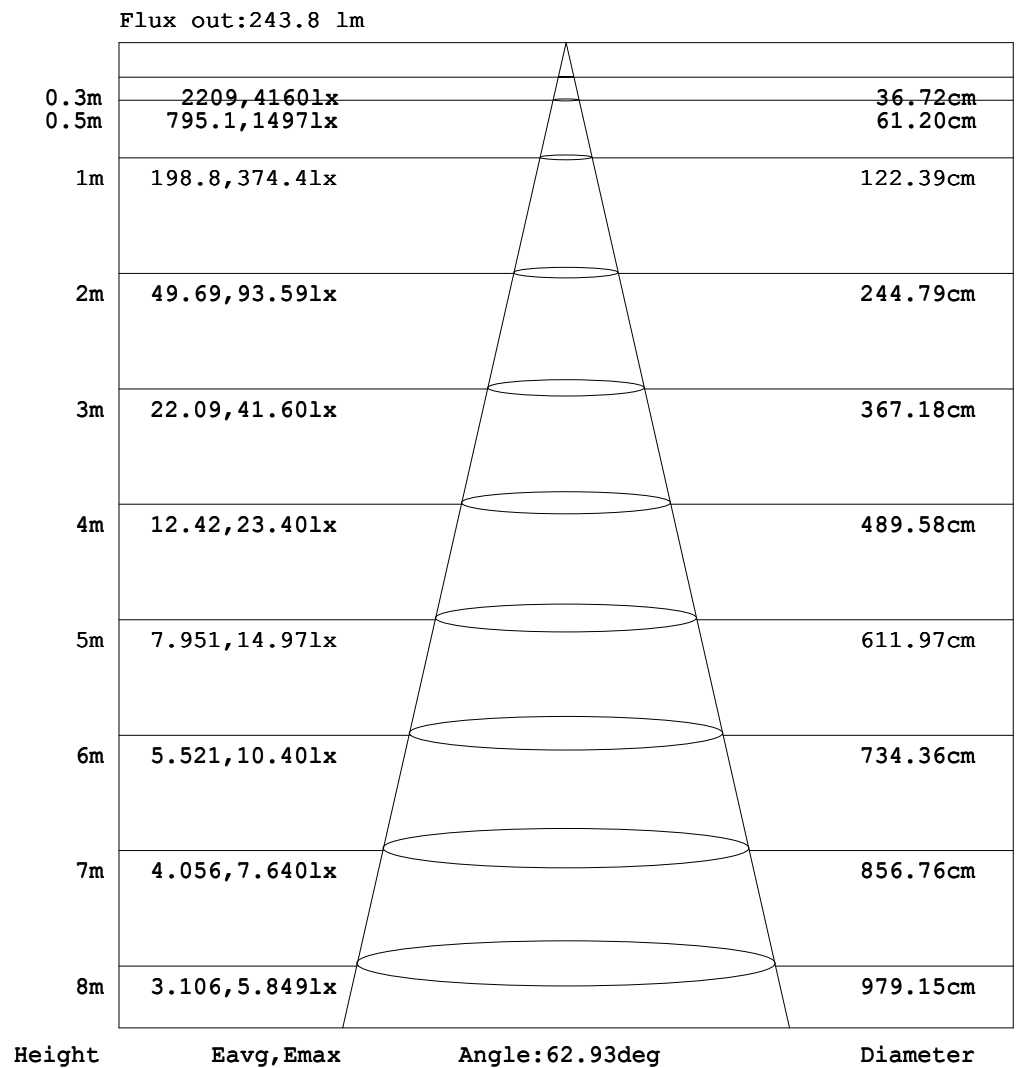 Flux out:243.8 lm
0.3m 2209,4160lx 36.72cm
0.5m 795.1,1497lx 61.20cm
1m 198.8,374.4lx 122.39cm
2m 49.69,93.59lx 244.79cm
3m 22.09,41.60lx 367.18cm
4m 12.42,23.40lx 489.58cm
5m 7.951,14.97lx 611.97cm
6m 5.521,10.40lx 734.36cm
7m 4.056,7.640lx 856.76cm
8m 3.106,5.849lx 979.15cm
Height Eavg,Emax Angle:62.93deg Diameter